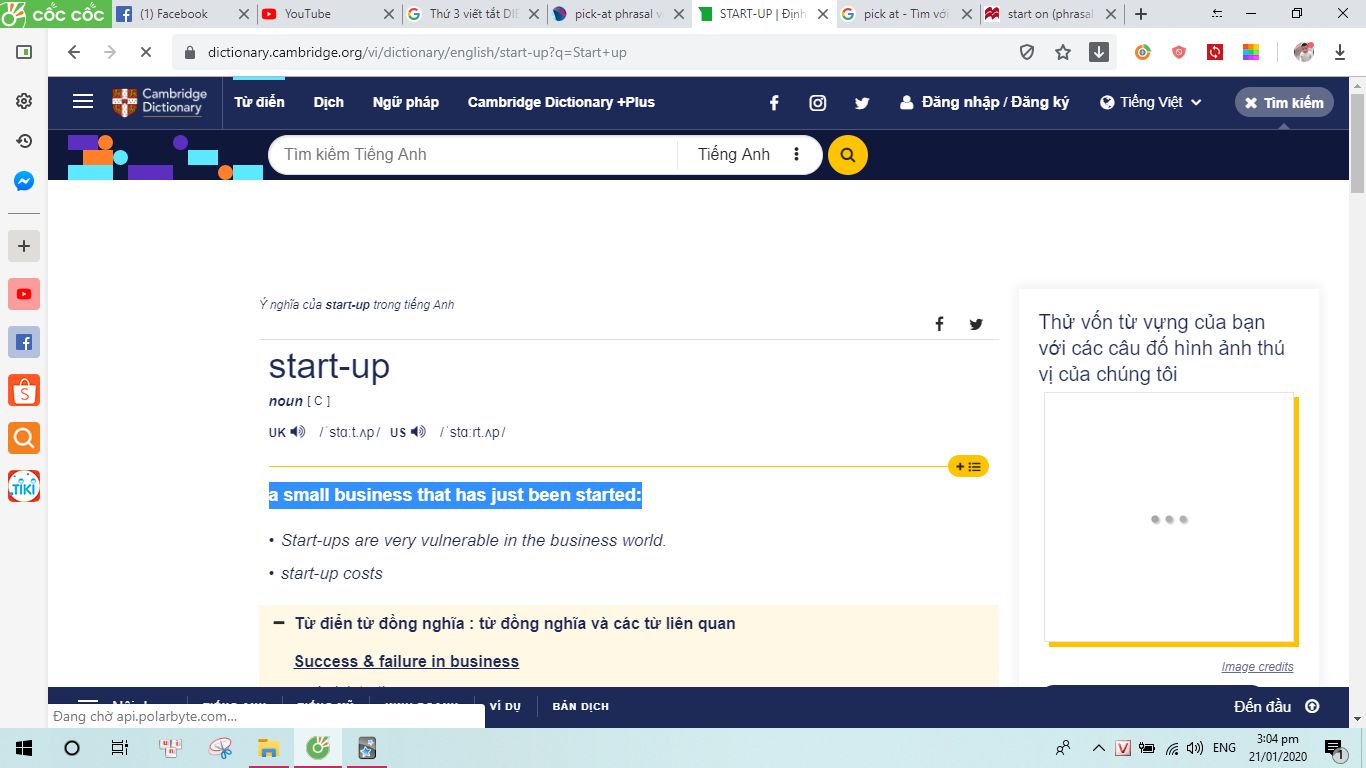 cốc cốc
(1) Facebook
YouTube
Thứ 3 viết tắt DIE
pick-at phrasal v
START-UP | Định
pick at - Tìm với
start on (phrasal
dictionary.cambridge.org/vi/dictionary/english/start-up?q=Start+up
Cambridge
Dictionary
Từ điển
Dịch
Ngữ pháp
Cambridge Dictionary +Plus
Đăng nhập / Đăng ký
Tiếng Việt
Tìm kiếm
Tìm kiếm Tiếng Anh
Tiếng Anh
Ý nghĩa của start-up trong tiếng Anh
start-up
noun [ C ]
UK /ˈstɑːt.ʌp/ US /ˈstɑːrt.ʌp/
a small business that has just been started:
• Start-ups are very vulnerable in the business world.
• start-up costs
Từ điển từ đồng nghĩa : từ đồng nghĩa và các từ liên quan
Success & failure in business
Thử vốn từ vựng của bạn
với các câu đố hình ảnh thú
vị của chúng tôi
Image credits
VÍ DỤ
BẢN DỊCH
Đến đầu
Đang chờ api.polarbyte.com...
TIKI
ENG
3:04 pm
21/01/2020
1